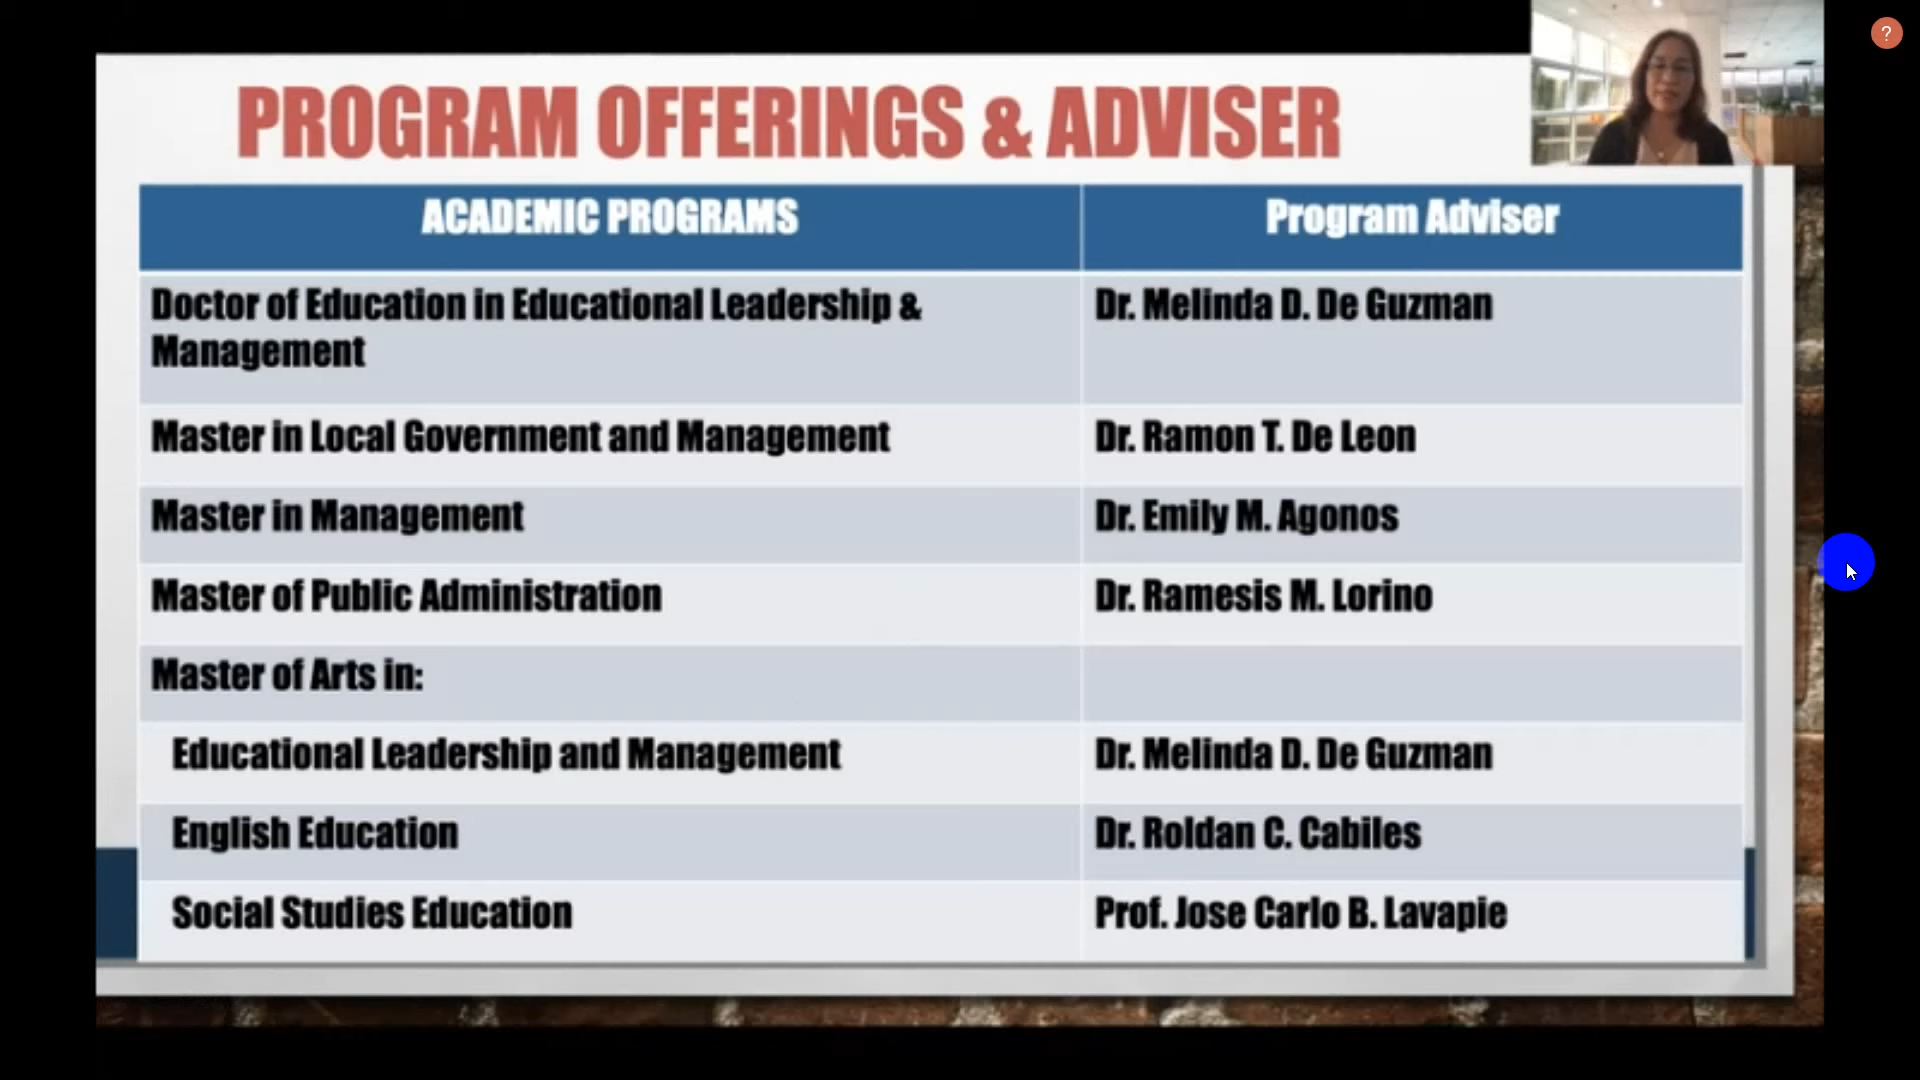 PROGRAM OFFERINGS & ADVISER
?
ACADEMIC PROGRAMS
Program Adviser
Doctor of Education in Educational Leadership &
Management
Dr. Melinda D. De Guzman
Master in Local Government and Management
Dr. Ramon T. De Leon
Master in Management
Dr. Emily M. Agonos
Master of Public Administration
Dr. Ramesis M. Lorino
Master of Arts in:
Educational Leadership and Management
Dr. Melinda D. De Guzman
English Education
Dr. Roldan C. Cabiles
Social Studies Education
Prof. Jose Carlo B. Lavapie